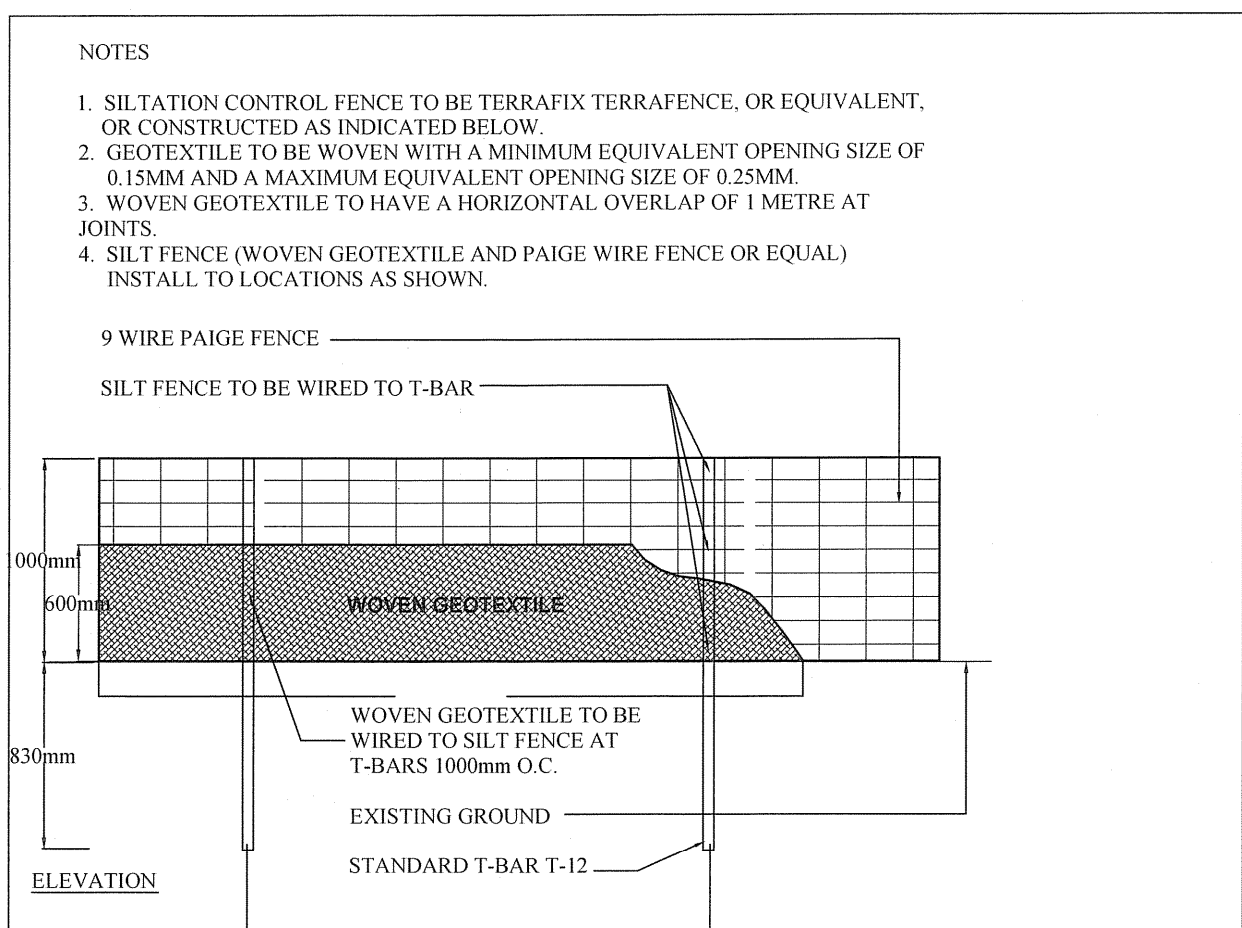 NOTES
1. SILTATION CONTROL FENCE TO BE TERRAFIX TERRAFENCE, OR EQUIVALENT,
OR CONSTRUCTED AS INDICATED BELOW.
2. GEOTEXTILE TO BE WOVEN WITH A MINIMUM EQUIVALENT OPENING SIZE OF
0.15MM AND A MAXIMUM EQUIVALENT OPENING SIZE OF 0.25MM.
3. WOVEN GEOTEXTILE TO HAVE A HORIZONTAL OVERLAP OF 1 METRE AT
JOINTS.
4. SILT FENCE (WOVEN GEOTEXTILE AND PAIGE WIRE FENCE OR EQUAL)
INSTALL TO LOCATIONS AS SHOWN.
9 WIRE PAIGE FENCE
SILT FENCE TO BE WIRED TO T-BAR
1000mm
600mm
WOVEN GEOTEXTILE
830mm
WOVEN GEOTEXTILE TO BE
WIRED TO SILT FENCE AT
T-BARS 1000mm O.C.
EXISTING GROUND
STANDARD T-BAR T-12
ELEVATION